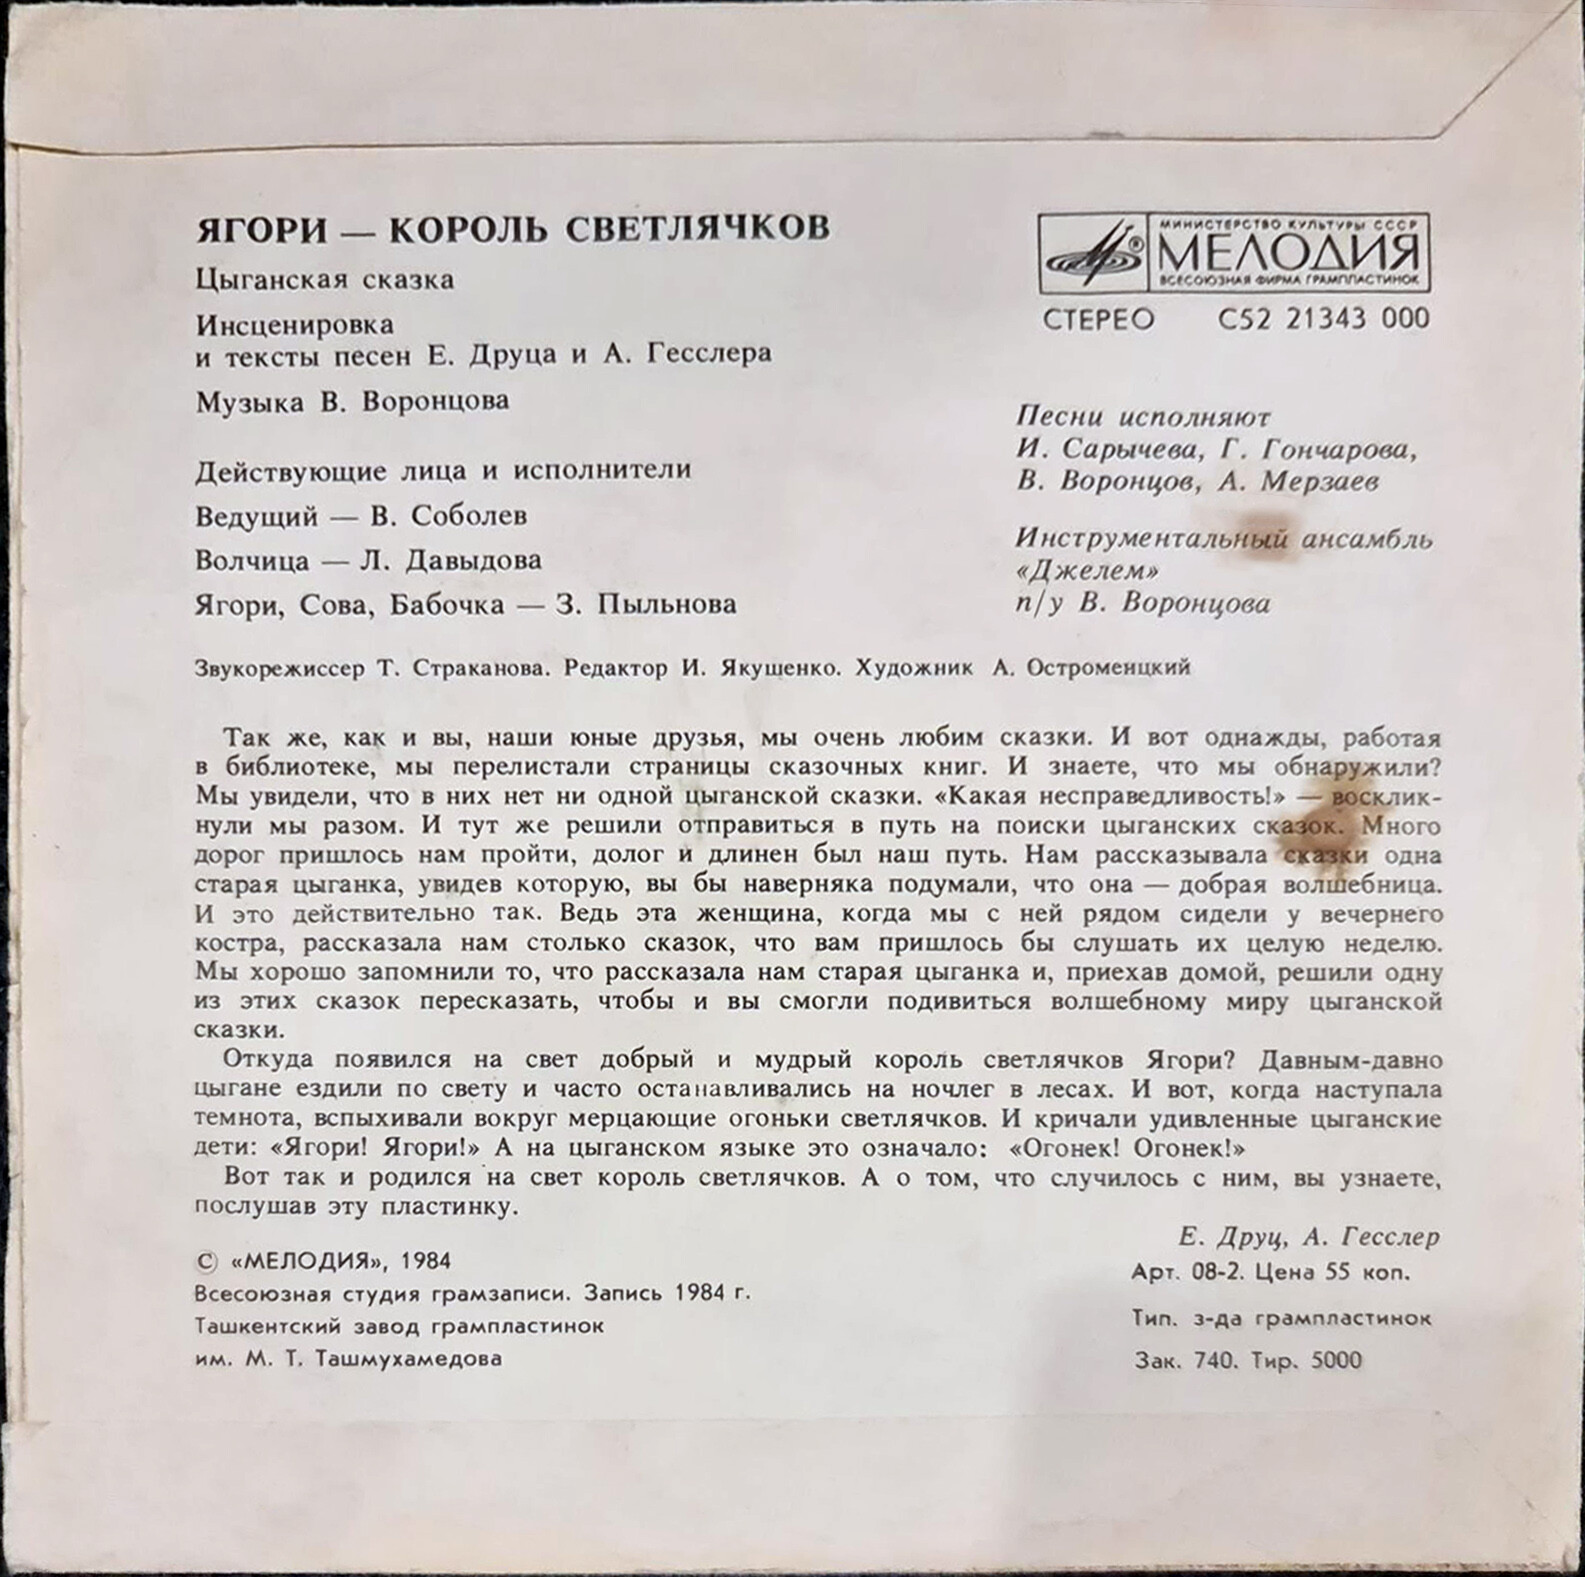 ЯГОРИ — КОРОЛЬ СВЕТЛЯЧКОВ
Цыганская сказка
Инсценировка
и тексты песен Е. Друца и А. Гесслера
Музыка В. Воронцова
Действующие лица и исполнители
Ведущий — В. Соболев
Волчица — Л. Давыдова
Ягори, Сова, Бабочка — З. Пыльнова
МИНИСТЕРСТВО КУЛЬТУРЫ СССР
МЕЛОДИЯ
ВСЕСОЮЗНАЯ ФИРМА ГРАМПЛАСТИНОК
®
СТЕРЕО С52 21343 000
Песни исполняют
И. Сарычева, Г. Гончарова,
В. Воронцов, А. Мерзаев
Инструментальный ансамбль
«Джелем»
п/у В. Воронцова
Звукорежиссер Т. Страканова. Редактор И. Якушенко. Художник А. Остроменцкий
Так же, как и вы, наши юные друзья, мы очень любим сказки. И вот однажды, работая
в библиотеке, мы перелистали страницы сказочных книг. И знаете, что мы обнаружили?
Мы увидели, что в них нет ни одной цыганской сказки. «Какая несправедливость!» — восклик-
нули мы разом. И тут же решили отправиться в путь на поиски цыганских сказок. Много
дорог пришлось нам пройти, долог и длинен был наш путь. Нам рассказывала сказки одна
старая цыганка, увидев которую, вы бы наверняка подумали, что она — добрая волшебница.
И это действительно так. Ведь эта женщина, когда мы с ней рядом сидели у вечернего
костра, рассказала нам столько сказок, что вам пришлось бы слушать их целую неделю.
Мы хорошо запомнили то, что рассказала нам старая цыганка и, приехав домой, решили одну
из этих сказок пересказать, чтобы и вы смогли подивиться волшебному миру цыганской
сказки.
Откуда появился на свет добрый и мудрый король светлячков Ягори? Давным-давно
цыгане ездили по свету и часто останавливались на ночлег в лесах. И вот, когда наступала
темнота, вспыхивали вокруг мерцающие огоньки светлячков. И кричали удивленные цыганские
дети: «Ягори! Ягори!» А на цыганском языке это означало: «Огонек! Огонек!»
Вот так и родился на свет король светлячков. А о том, что случилось с ним, вы узнаете,
послушав эту пластинку.
Е. Друц, А. Гесслер
© «МЕЛОДИЯ», 1984
Всесоюзная студия грамзаписи. Запись 1984 г.
Ташкентский завод грампластинок
им. М. Т. Ташмухамедова
Арт. 08-2. Цена 55 коп.
Тип. з-да грампластинок
Зак. 740. Тир. 5000